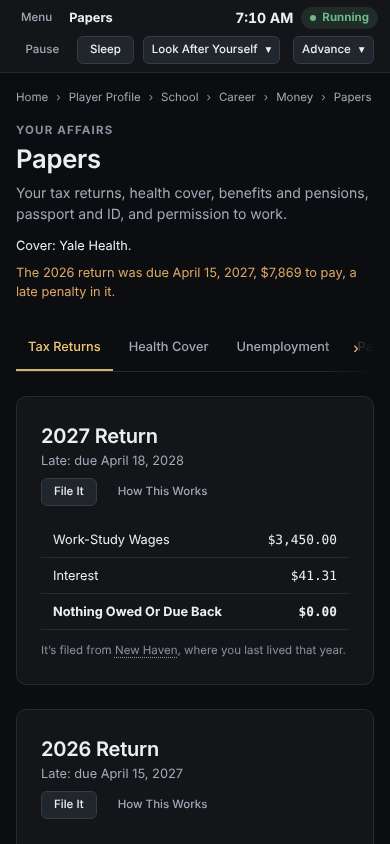 Menu Papers 7:10 AM Running
Pause Sleep Look After Yourself ▾ Advance ▾
Home › Player Profile › School › Career › Money › Papers
YOUR AFFAIRS
Papers
Your tax returns, health cover, benefits and pensions,
passport and ID, and permission to work.
Cover: Yale Health.
The 2026 return was due April 15, 2027, $7,869 to pay, a
late penalty in it.
Tax Returns Health Cover Unemployment ›
2027 Return
Late: due April 18, 2028
File It How This Works
Work-Study Wages $3,450.00
Interest $41.31
Nothing Owed Or Due Back $0.00
It's filed from New Haven, where you last lived that year.
2026 Return
Late: due April 15, 2027
File It How This Works